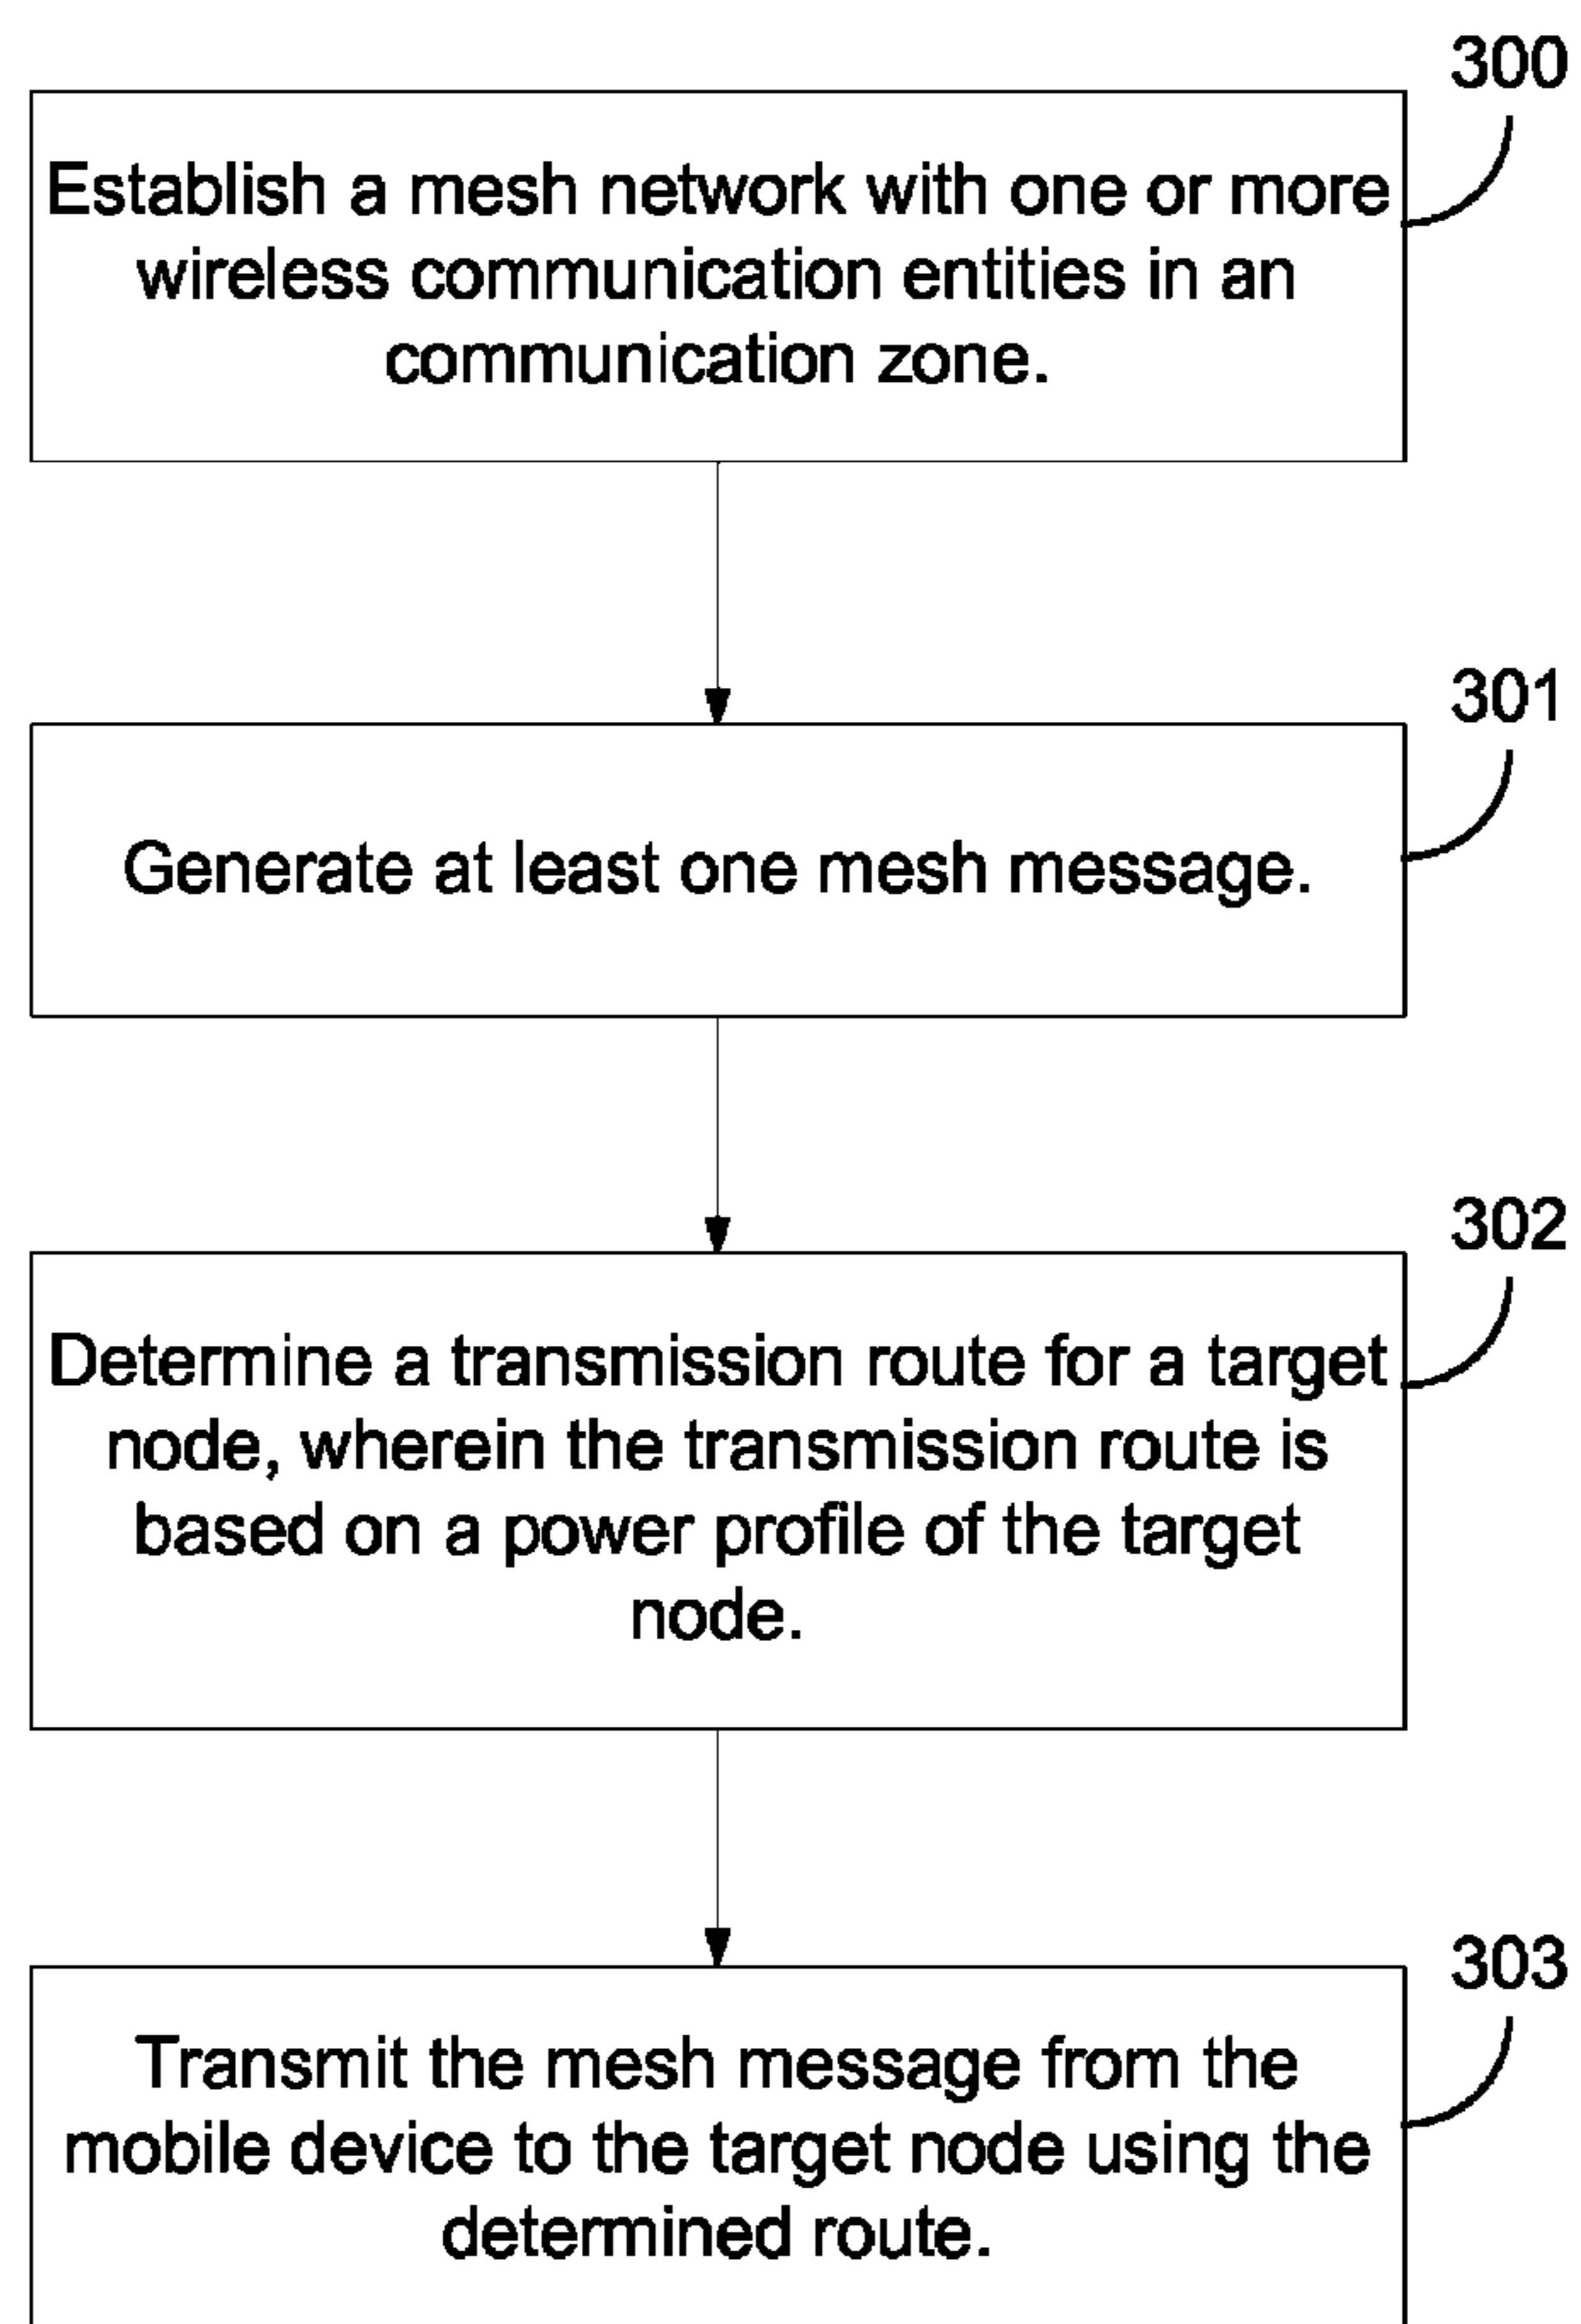 300
Establish a mesh network with one or more
wireless communication entities in an
communication zone.
301
Generate at least one mesh message.
302
Determine a transmission route for a target
node, wherein the transmission route is
based on a power profile of the target
node.
303
Transmit the mesh message from the
mobile device to the target node using the
determined route.